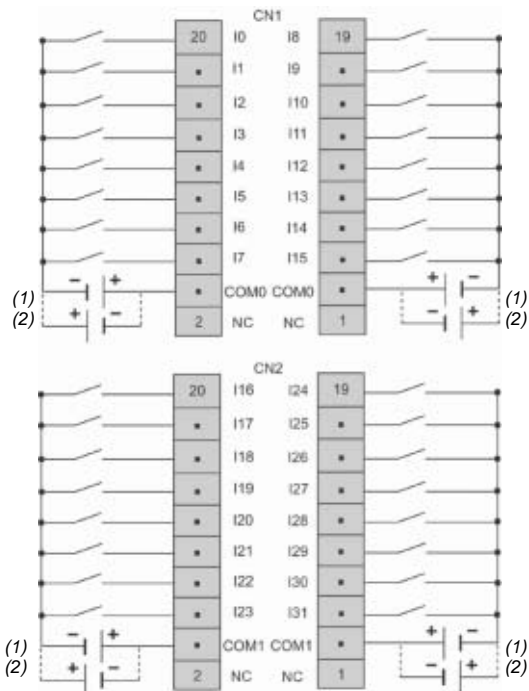 CN1
20 I0 I8 19
I1 I9
I2 I10
I3 I11
I4 I12
I5 I13
I6 I14
I7 I15
- + + -
(1) COM0 COM0 (1)
(2) + - 2 NC NC 1 - + (2)
CN2
20 I16 I24 19
I17 I25
I18 I26
I19 I27
I20 I28
I21 I29
I22 I30
I23 I31
- + + -
(1) COM1 COM1 (1)
(2) + - 2 NC NC 1 - + (2)